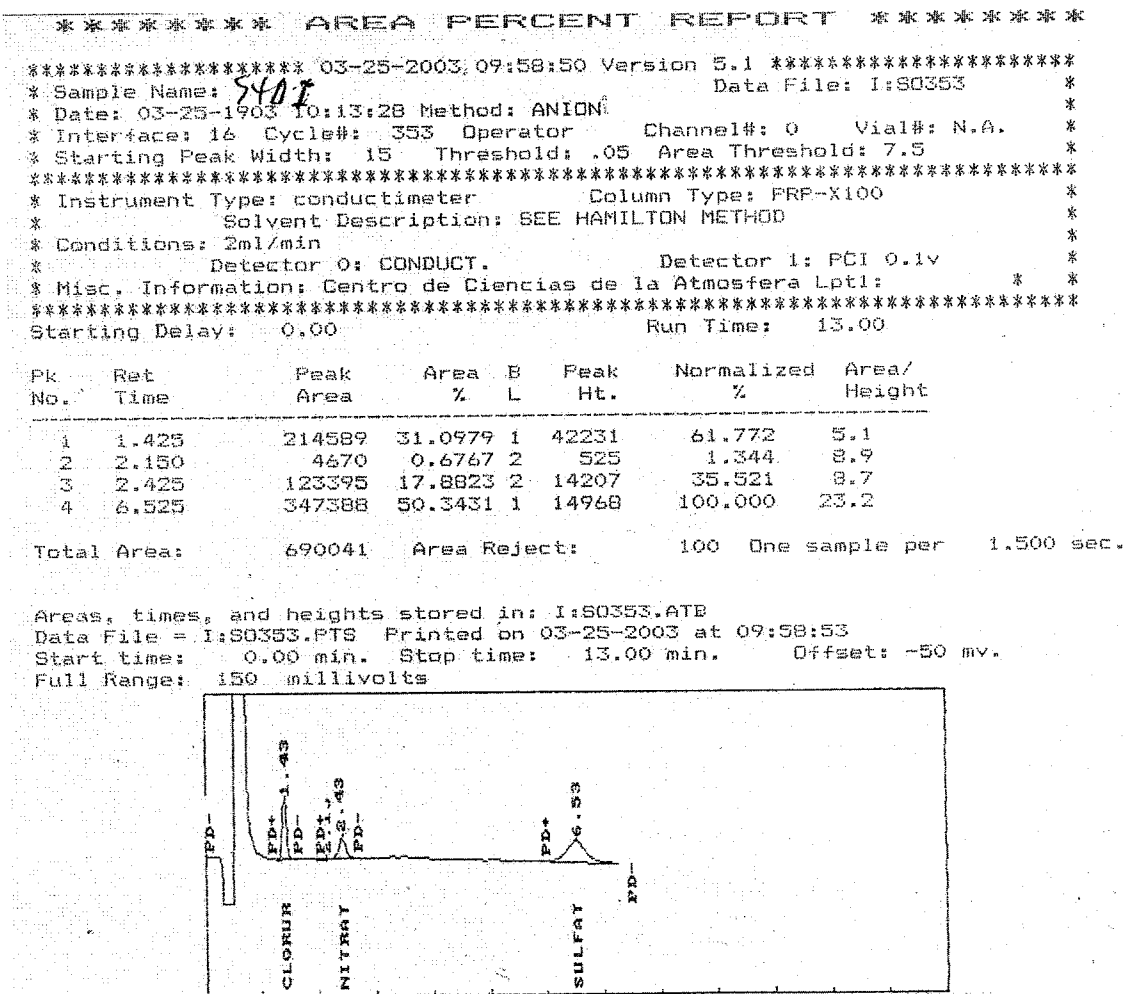 ******** AREA PERCENT REPORT ********
********************* 03-25-2003, 09:58:50 Version 5.1 ***********************
* Sample Name: Data File: I:S0353 *
* Date: 03-25-1903 10:13:28 Method: ANION *
* Interface: 16 Cycle#: 353 Operator Channel#: 0 Vial#: N.A. *
* Starting Peak Width: 15 Threshold: .05 Area Threshold: 7.5 *
******************************************************************************
* Instrument Type: conductimeter Column Type: PRP-X100 *
* Solvent Description: SEE HAMILTON METHOD *
* Conditions: 2ml/min *
* Detector 0: CONDUCT. Detector 1: PCI 0.1v *
* Misc. Information: Centro de Ciencias de la Atmosfera Lpt1: * *
******************************************************************************
Starting Delay: 0.00 Run Time: 13.00
Pk Ret Peak Area B Peak Normalized Area/
No. Time Area % L Ht. % Height
1 1.425 214589 31.0979 1 42231 61.772 5.1
2 2.150 4670 0.6767 2 525 1.344 8.9
3 2.425 123395 17.8823 2 14207 35.521 8.7
4 6.525 347388 50.3431 1 14968 100.000 23.2
Total Area: 690041 Area Reject: 100 One sample per 1.500 sec.
Areas, times, and heights stored in: I:S0353.ATB
Data File = I:S0353.PTS Printed on 03-25-2003 at 09:58:53
Start time: 0.00 min. Stop time: 13.00 min. Offset: -50 mv.
Full Range: 150 millivolts
PD-
PD+
1.43
PD-
PD+
2.43
PD-
PD+
6.53
PD-
CLORUR
NITRAT
SULFAT